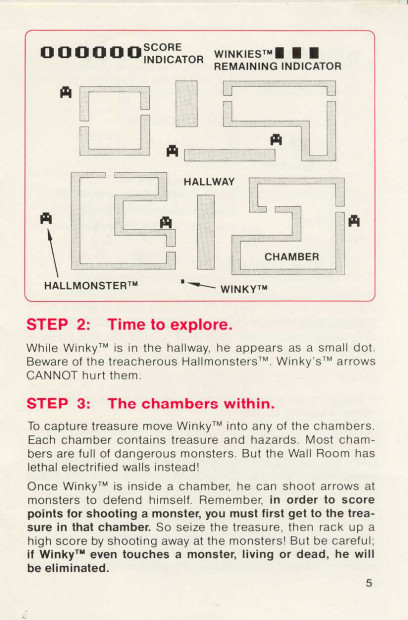 000000 SCORE INDICATOR
WINKIES™
REMAINING INDICATOR
HALLWAY
CHAMBER
HALLMONSTER™
WINKY™
STEP 2: Time to explore.
While Winky™ is in the hallway, he appears as a small dot.
Beware of the treacherous Hallmonsters™. Winky's™ arrows
CANNOT hurt them.
STEP 3: The chambers within.
To capture treasure move Winky™ into any of the chambers.
Each chamber contains treasure and hazards. Most cham-
bers are full of dangerous monsters. But the Wall Room has
lethal electrified walls instead!
Once Winky™ is inside a chamber, he can shoot arrows at
monsters to defend himself. Remember, in order to score
points for shooting a monster, you must first get to the trea-
sure in that chamber. So seize the treasure, then rack up a
high score by shooting away at the monsters! But be careful;
if Winky™ even touches a monster, living or dead, he will
be eliminated.
5